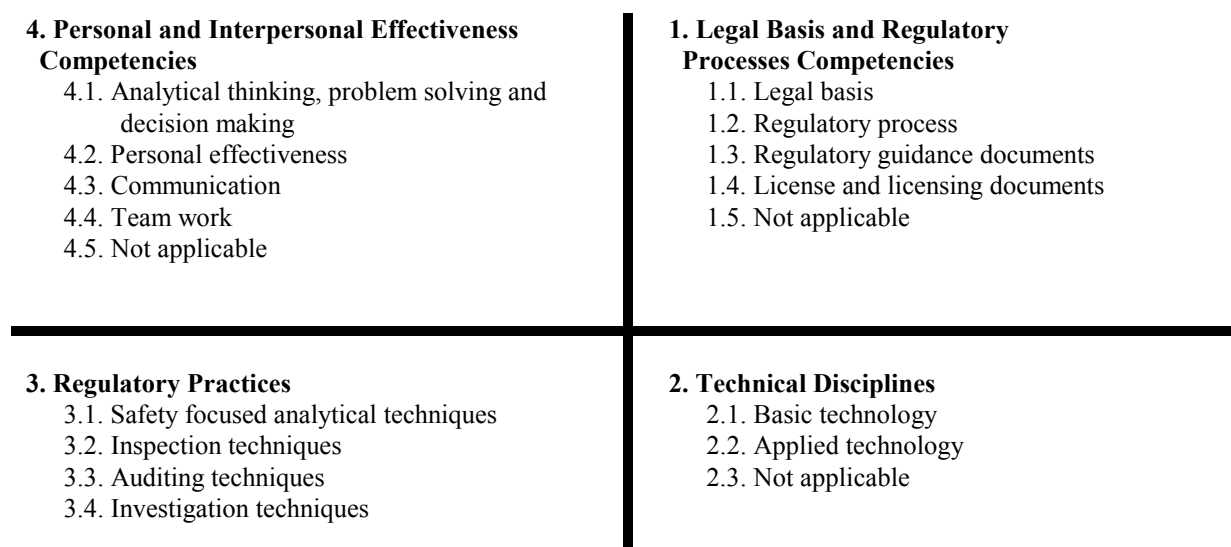 4. Personal and Interpersonal Effectiveness
Competencies
4.1. Analytical thinking, problem solving and
decision making
4.2. Personal effectiveness
4.3. Communication
4.4. Team work
4.5. Not applicable
1. Legal Basis and Regulatory
Processes Competencies
1.1. Legal basis
1.2. Regulatory process
1.3. Regulatory guidance documents
1.4. License and licensing documents
1.5. Not applicable
3. Regulatory Practices
3.1. Safety focused analytical techniques
3.2. Inspection techniques
3.3. Auditing techniques
3.4. Investigation techniques
2. Technical Disciplines
2.1. Basic technology
2.2. Applied technology
2.3. Not applicable